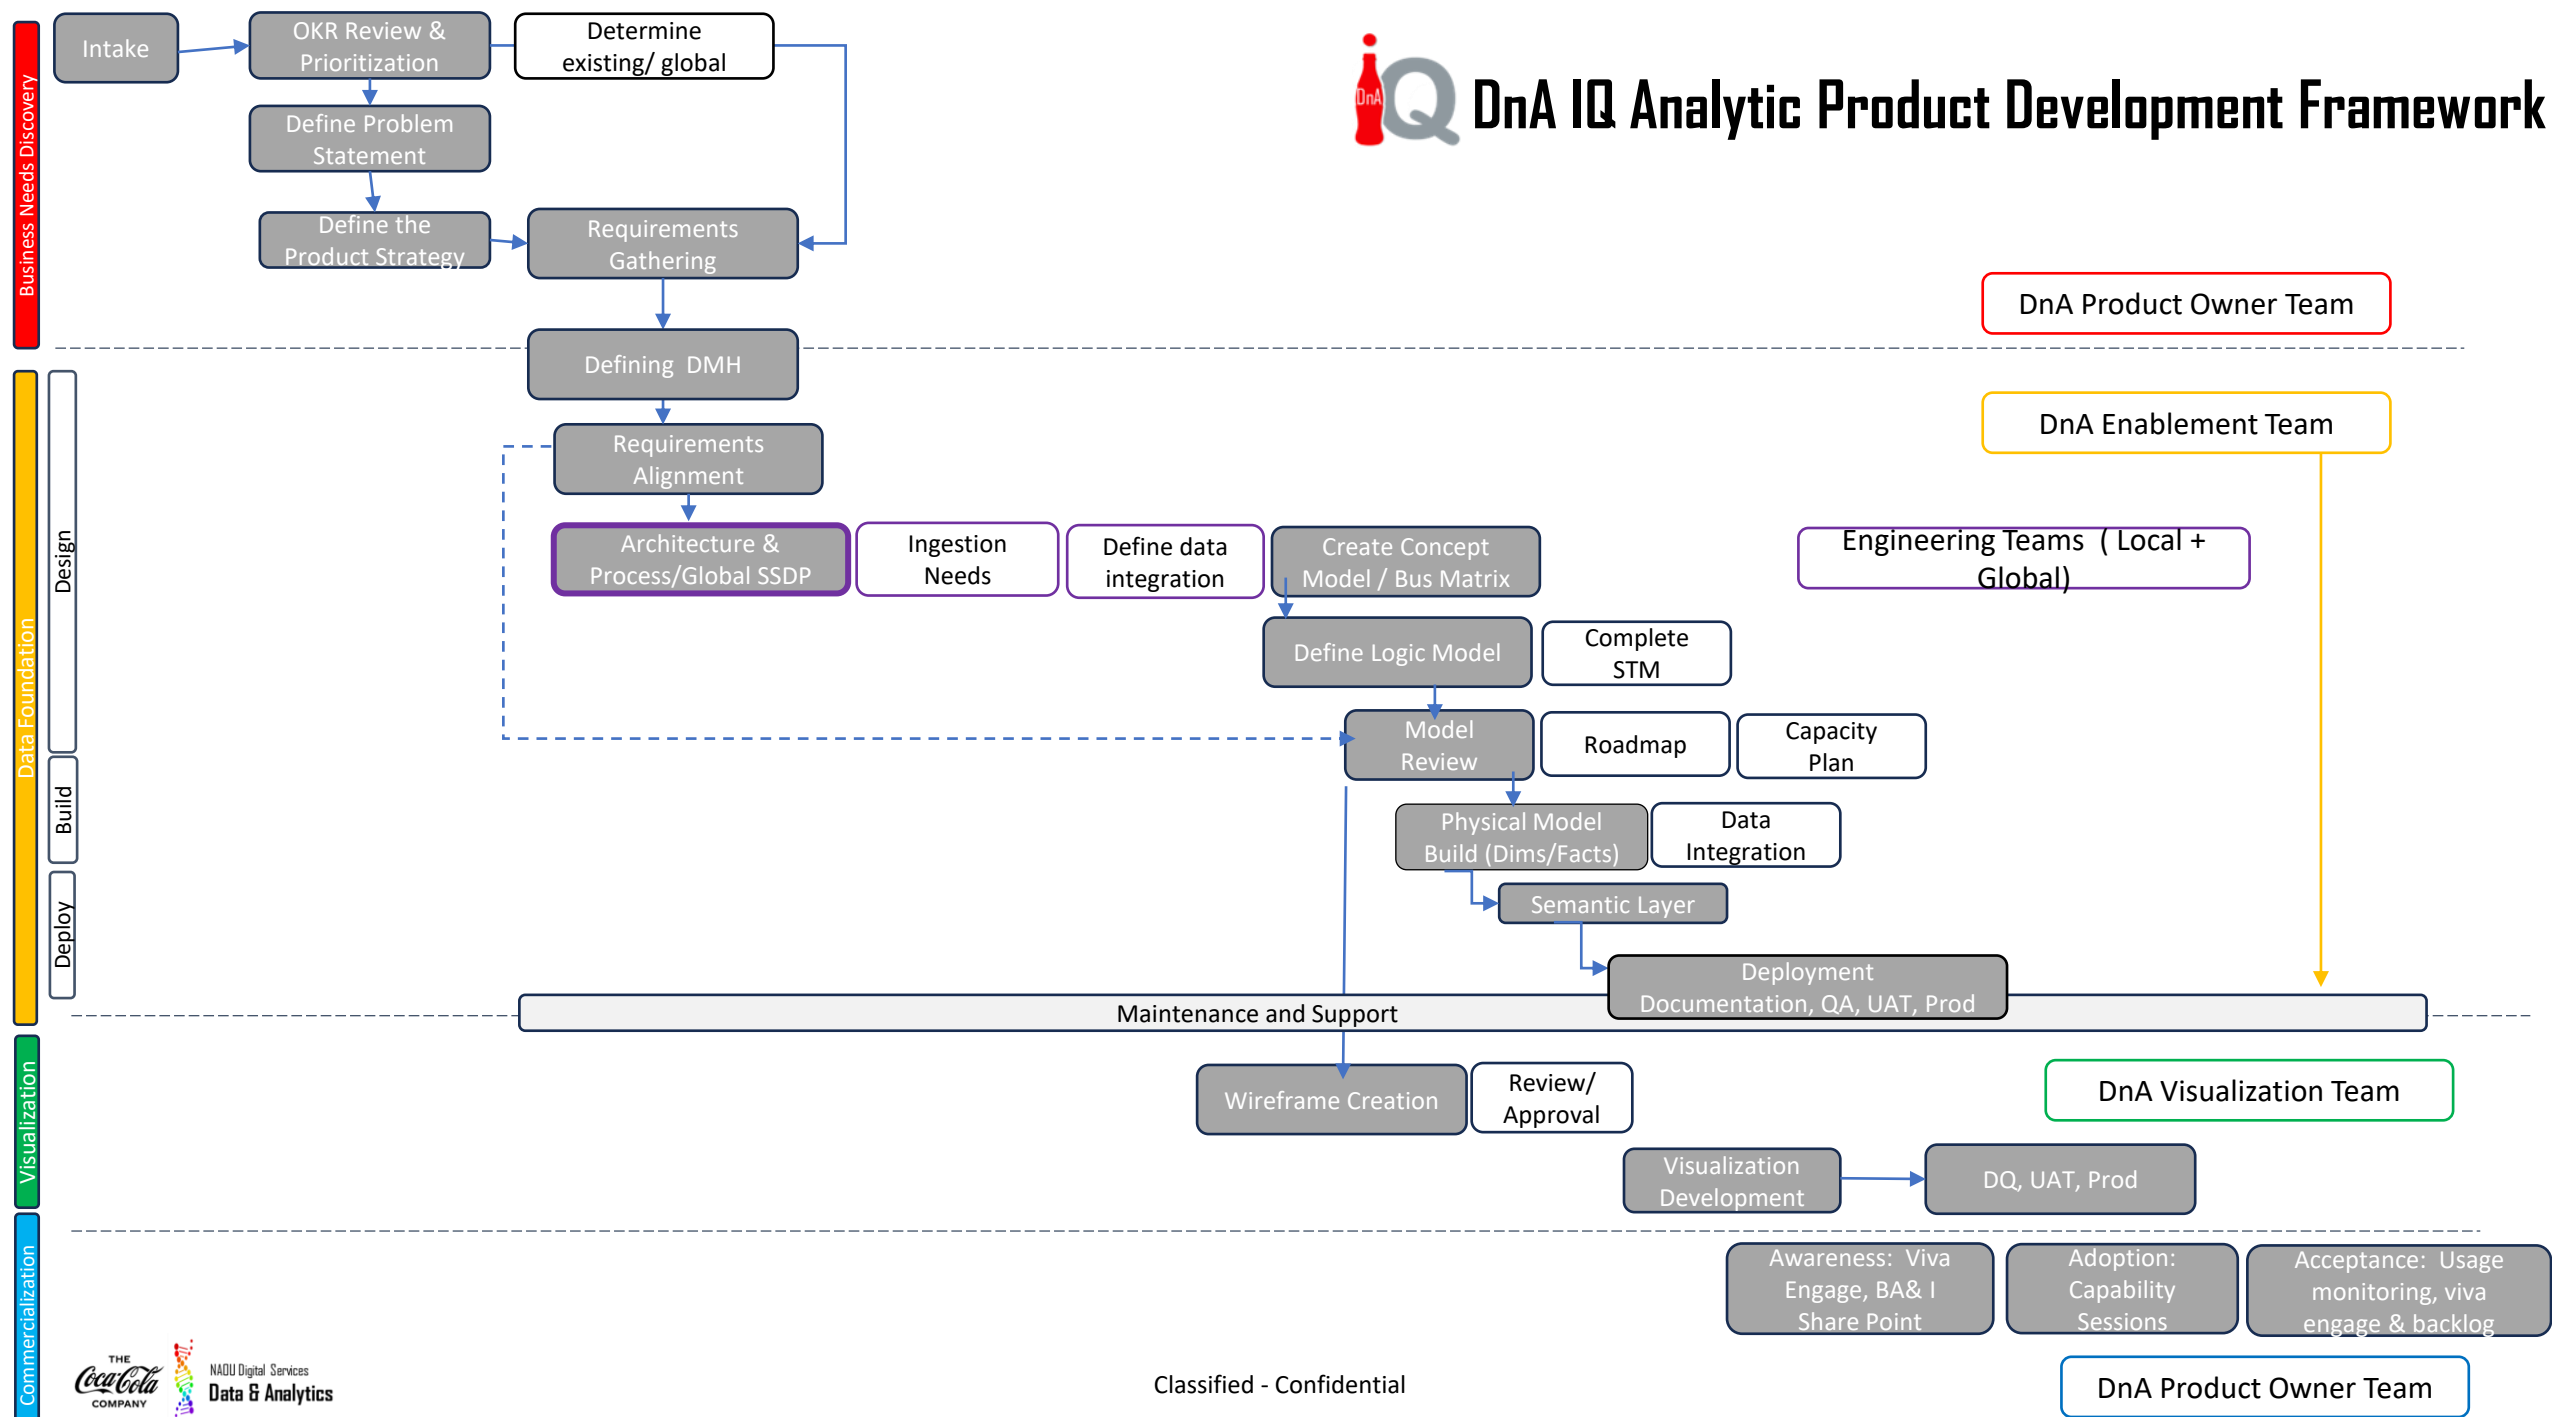 Intake
OKR Review &
Prioritization
Determine
existing/ global
Define Problem
Statement
Define the
Product Strategy
Requirements
Gathering
Business Needs Discovery
DnA
IQ
DnA IQ Analytic Product Development Framework
DnA Product Owner Team
Defining DMH
Requirements
Alignment
DnA Enablement Team
Architecture &
Process/Global SSDP
Ingestion
Needs
Define data
integration
Create Concept
Model / Bus Matrix
Engineering Teams ( Local +
Global)
Define Logic Model
Complete
STM
Model
Review
Roadmap
Capacity
Plan
Physical Model
Build (Dims/Facts)
Data
Integration
Semantic Layer
Deployment
Documentation, QA, UAT, Prod
Maintenance and Support
Data Foundation
Design
Build
Deploy
Wireframe Creation
Review/
Approval
DnA Visualization Team
Visualization
Development
DQ, UAT, Prod
Visualization
Awareness: Viva
Engage, BA& I
Share Point
Adoption:
Capability
Sessions
Acceptance: Usage
monitoring, viva
engage & backlog
Commercialization
THE
Coca-Cola
COMPANY
NAOU Digital Services
Data & Analytics
Classified - Confidential
DnA Product Owner Team